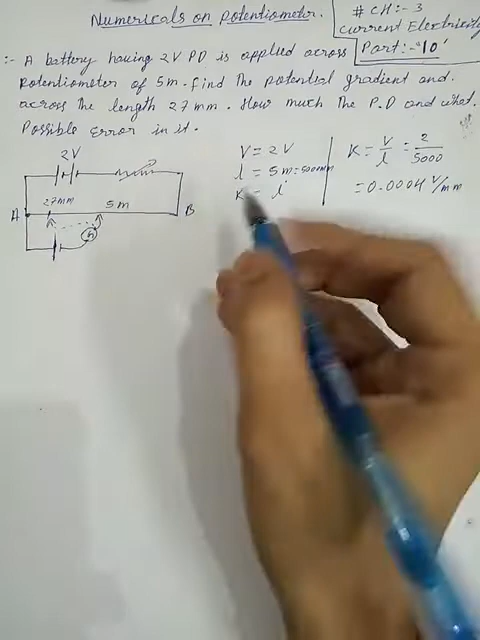 Numericals on potentiometer.
# CH:- 3
Current Electricity
Part:- "10"
:- A battery having 2V PD is applied across
Potentiometer of 5m. find the potential gradient and
across the length 27mm. How much the P.D and what
Possible Error in it.
2V
27mm
5m
A
B
G
V = 2V
l = 5m = 5000mm
K = i
K = V/l = 2/5000
= 0.0004 V/mm